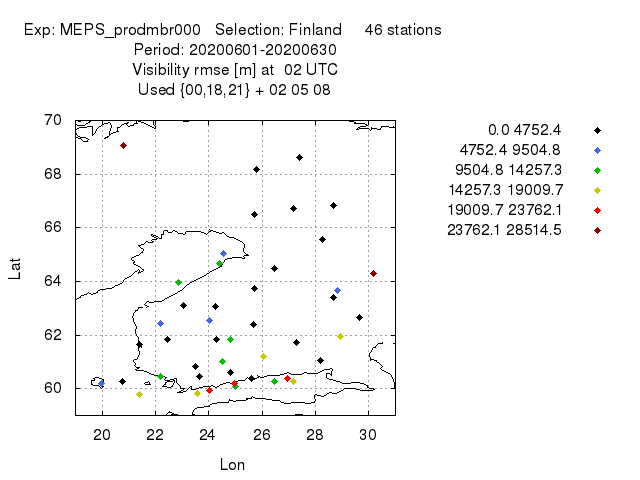 Exp: MEPS_prodmbr000 Selection: Finland 46 stations
Period: 20200601-20200630
Visibility rmse [m] at 02 UTC
Used {00,18,21} + 02 05 08
0.0 4752.4
4752.4 9504.8
9504.8 14257.3
14257.3 19009.7
19009.7 23762.1
23762.1 28514.5
Lat
70
68
66
64
62
60
20 22 24 26 28 30
Lon